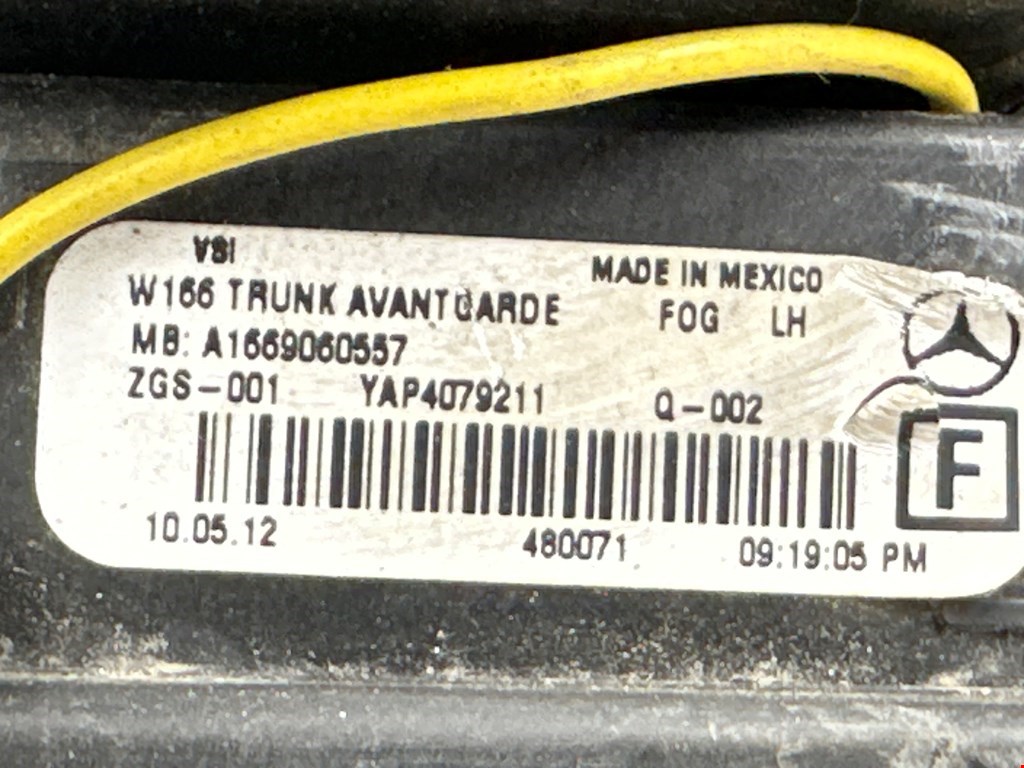 VSI
MADE IN MEXICO
W166 TRUNK AVANTGARDE
FOG LH
MB: A1669060557
ZGS-001 YAP4079211 Q-002
F
10.05.12 480071 09:19:05 PM